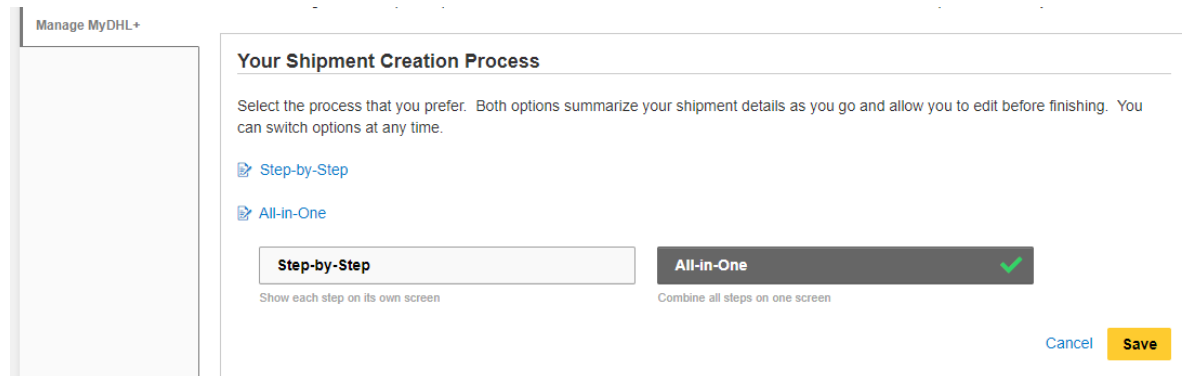 Manage MyDHL+
Your Shipment Creation Process
Select the process that you prefer. Both options summarize your shipment details as you go and allow you to edit before finishing. You
can switch options at any time.
Step-by-Step
All-in-One
Step-by-Step
All-in-One
Show each step on its own screen
Combine all steps on one screen
Cancel
Save